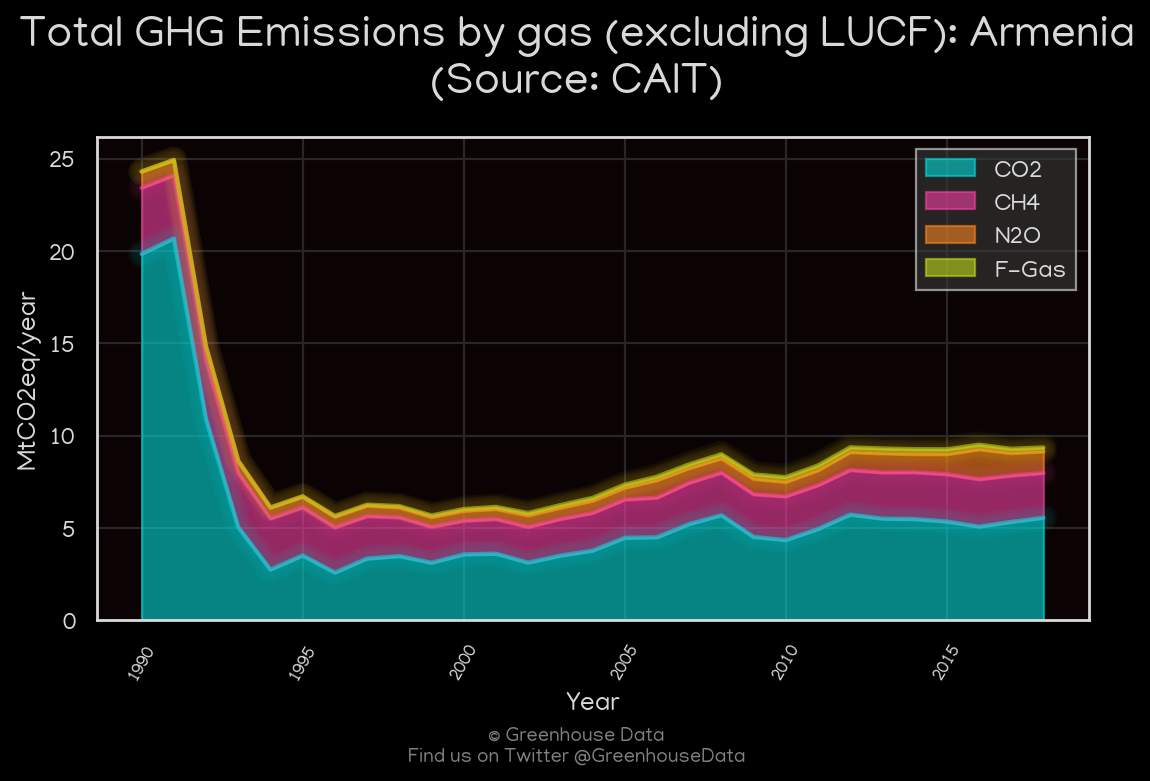 Total GHG Emissions by gas (excluding LUCF): Armenia
(Source: CAIT)
25
20
15
10
5
0
MtCO2eq/year
CO2
CH4
N2O
F-Gas
1990
1995
2000
2005
2010
2015
Year
© Greenhouse Data
Find us on Twitter @GreenhouseData